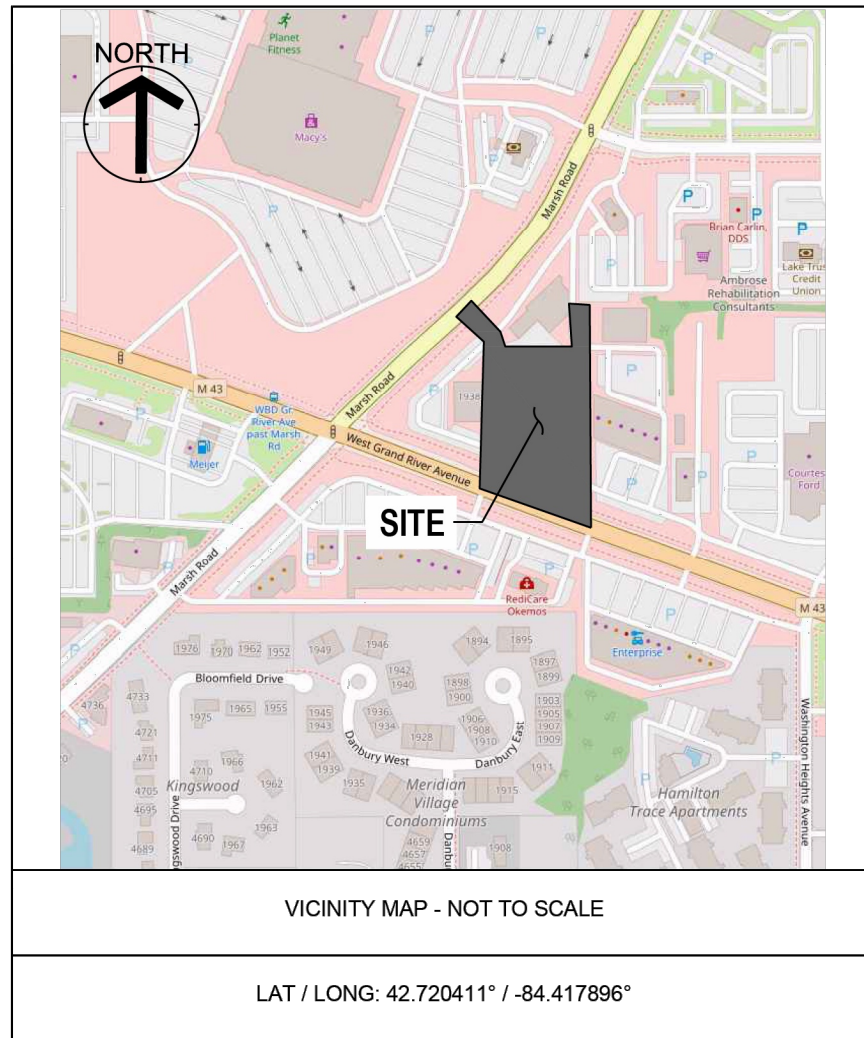 NORTH
Planet
Fitness
Macy's
P
P
P
P
Marsh Road
P
P
P
P
P
P
P
Brian Carlin,
DDS
Lake Trus
Credit
Union
Ambrose
Rehabilitation
Consultants
M 43
WBD Gr.
River Ave
past Marsh
Rd
Marsh Road
1938
West Grand River Avenue
P
P
P
P
Meijer
Courtes
Ford
SITE
Marsh Road
P
P
P
RediCare
Okemos
P
M 43
Enterprise
P
P
1976
1970
1962
1952
1949
1946
1894
1895
Bloomfield Drive
1942
1940
1898
1900
1897
1899
4736
4733
1975
1965
1955
1945
1943
1936
1934
1906
1908
1910
1903
1905
1907
1909
4721
1928
4711
1966
1941
1939
Danbury West
Danbury East
1911
4705
4710
1962
1935
1915
Kingswood
Meridian
Village
Condominiums
Hamilton
Trace Apartments
P
Washington Heights Avenue
4695
4690
1967
1963
4689
4659
4657
4655
1908
Danbu
P
VICINITY MAP - NOT TO SCALE
LAT / LONG: 42.720411° / -84.417896°